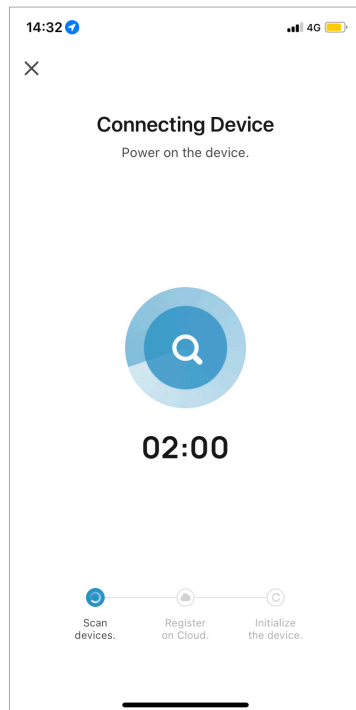 14:32
4G
Connecting Device
Power on the device.
02:00
Scan
devices.
Register
on Cloud.
Initialize
the device.